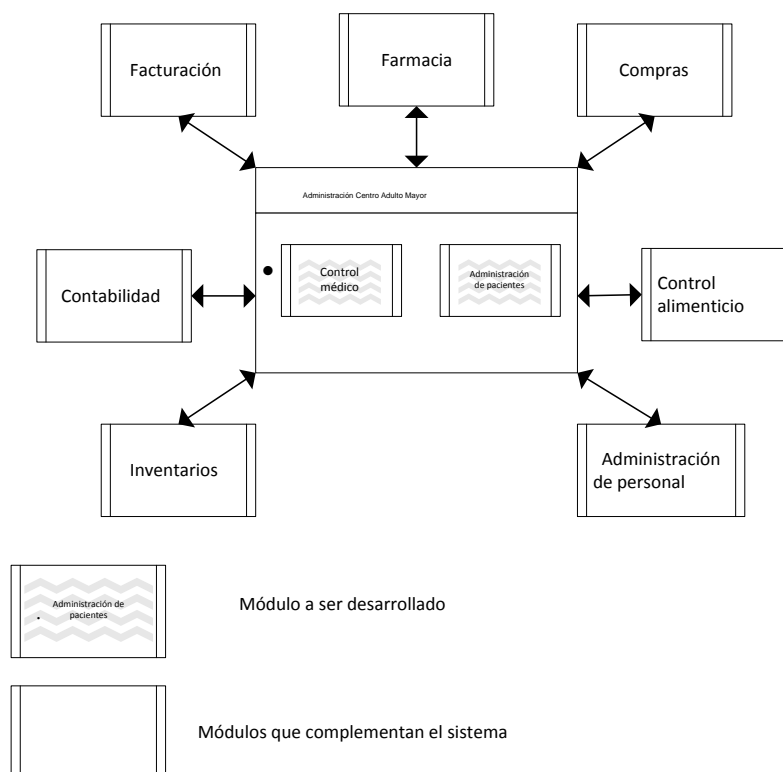 Facturación
Farmacia
Compras
Administración Centro Adulto Mayor
Contabilidad
Control
médico
Administración
de pacientes
Control
alimenticio
Inventarios
Administración
de personal
Administración de
pacientes
Módulo a ser desarrollado
Módulos que complementan el sistema